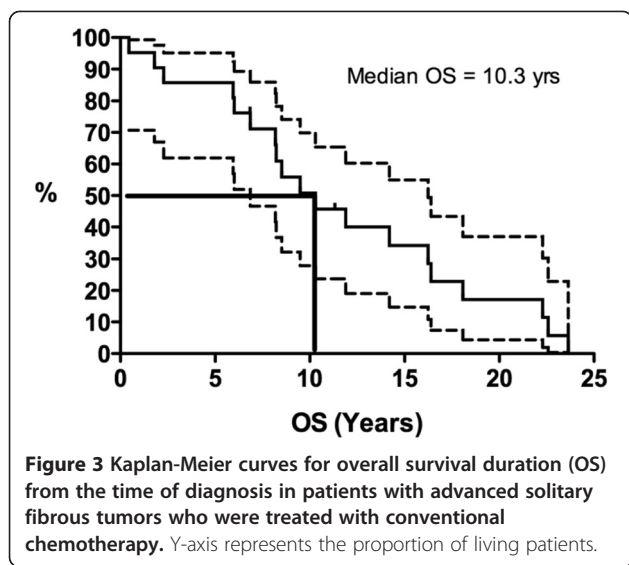 100
90
80
70
60
50
40
30
20
10
0
%
Median OS = 10.3 yrs
0 5 10 15 20 25
OS (Years)
Figure 3 Kaplan-Meier curves for overall survival duration (OS)
from the time of diagnosis in patients with advanced solitary
fibrous tumors who were treated with conventional
chemotherapy. Y-axis represents the proportion of living patients.